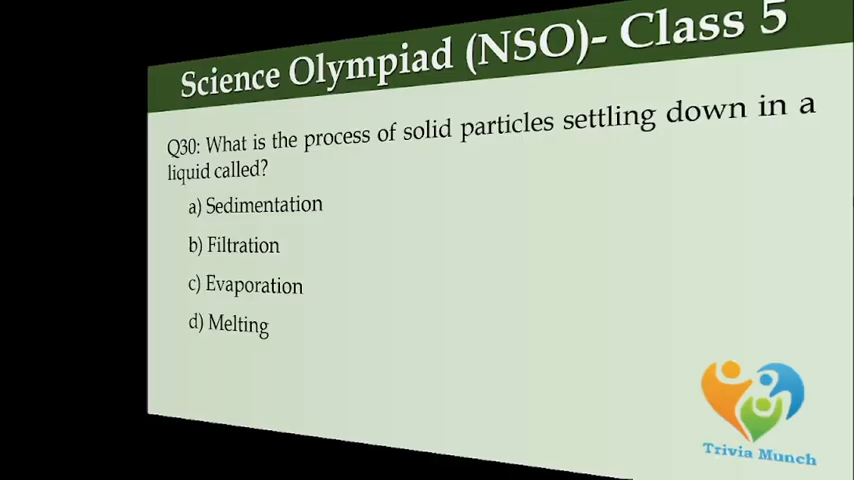 Science Olympiad (NSO)- Class 5
Q30: What is the process of solid particles settling down in a
liquid called?
a) Sedimentation
b) Filtration
c) Evaporation
d) Melting
Trivia Munch